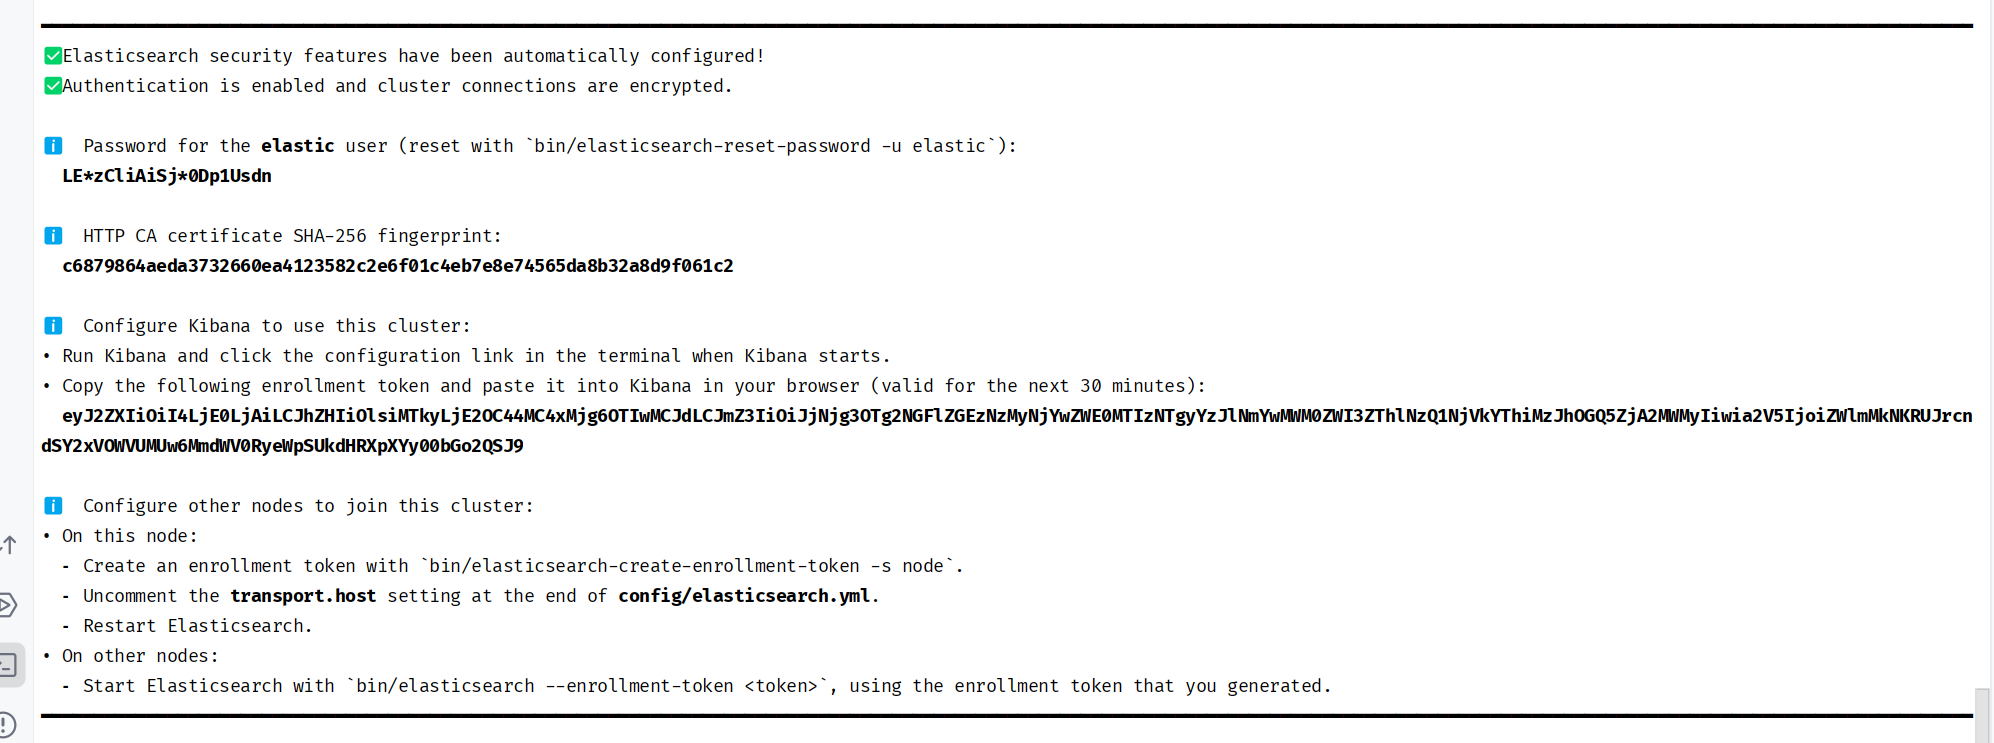 ✅Elasticsearch security features have been automatically configured!
✅Authentication is enabled and cluster connections are encrypted.
ℹ️  Password for the elastic user (reset with `bin/elasticsearch-reset-password -u elastic`):
LE*zCliAiSj*0Dp1Usdn
ℹ️  HTTP CA certificate SHA-256 fingerprint:
c6879864aeda3732660ea4123582c2e6f01c4eb7e8e74565da8b32a8d9f061c2
ℹ️  Configure Kibana to use this cluster:
• Run Kibana and click the configuration link in the terminal when Kibana starts.
• Copy the following enrollment token and paste it into Kibana in your browser (valid for the next 30 minutes):
eyJ2ZXIiOiI4LjE0LjAiLCJhZHIiOlsiMTkyLjE2OC44MC4xMjg6OTIwMCJdLCJmZ3IiOiJjNjg3OTg2NGFlZGEzNzMyNjYwZWE0MTIzNTgyYzJlNmYwMWM0ZWI3ZThlNzQ1NjVkYThiMzJhOGQ5ZjA2MWMyIiwia2V5IjoiZWlmMkNKRUJrcn
dSY2xVOWVUMUw6MmdWV0RyeWpSUkdHRXpXYy00bGo2QSJ9
ℹ️  Configure other nodes to join this cluster:
• On this node:
- Create an enrollment token with `bin/elasticsearch-create-enrollment-token -s node`.
- Uncomment the transport.host setting at the end of config/elasticsearch.yml.
- Restart Elasticsearch.
• On other nodes:
- Start Elasticsearch with `bin/elasticsearch --enrollment-token <token>`, using the enrollment token that you generated.